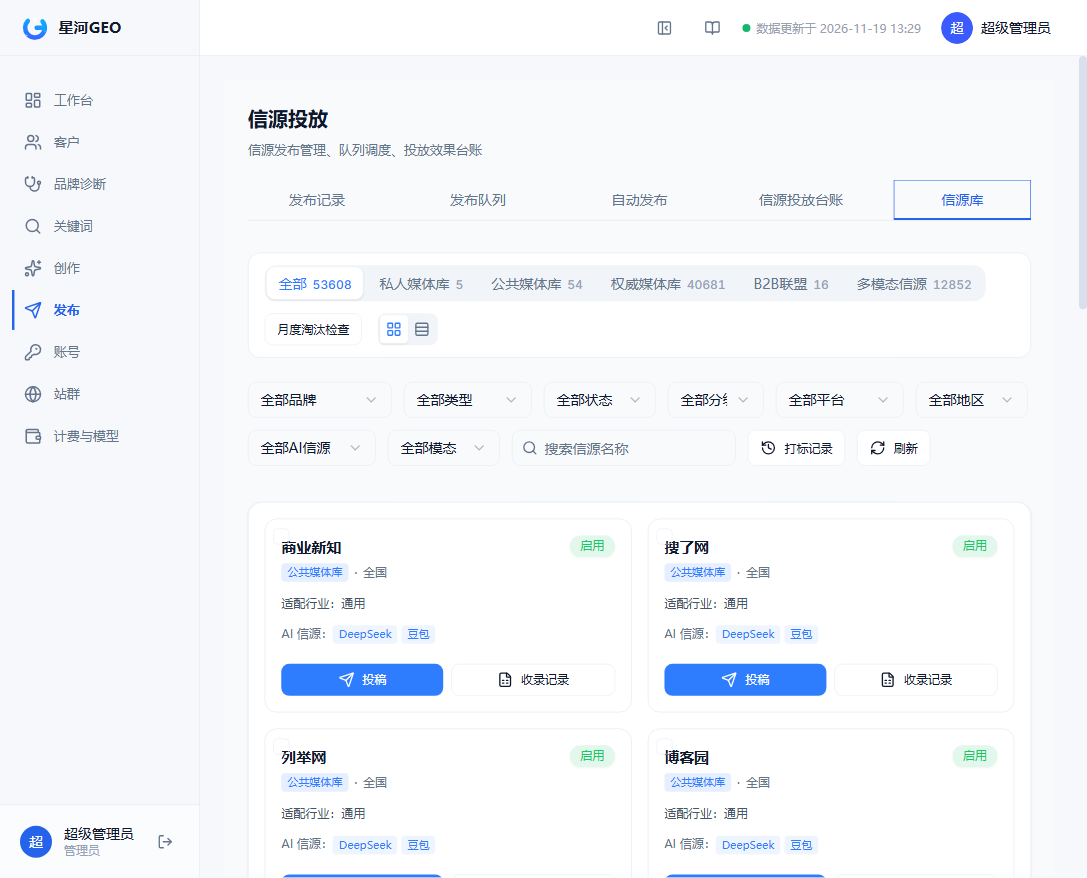 星河GEO
数据更新于 2026-11-19 13:29
超 超级管理员
工作台
客户
品牌诊断
关键词
创作
发布
账号
站群
计费与模型
超 超级管理员
管理员
信源投放
信源发布管理、队列调度、投放效果台账
发布记录 发布队列 自动发布 信源投放台账 信源库
全部 53608 私人媒体库 5 公共媒体库 54 权威媒体库 40681 B2B联盟 16 多模态信源 12852
月度淘汰检查
全部品牌 全部类型 全部状态 全部分 全部平台 全部地区
全部AI信源 全部模态 搜索信源名称 打标记录 刷新
商业新知 启用
公共媒体库 · 全国
适配行业：通用
AI 信源： DeepSeek 豆包
投稿 收录记录
搜了网 启用
公共媒体库 · 全国
适配行业：通用
AI 信源： DeepSeek 豆包
投稿 收录记录
列举网 启用
公共媒体库 · 全国
适配行业：通用
AI 信源： DeepSeek 豆包
博客园 启用
公共媒体库 · 全国
适配行业：通用
AI 信源： DeepSeek 豆包